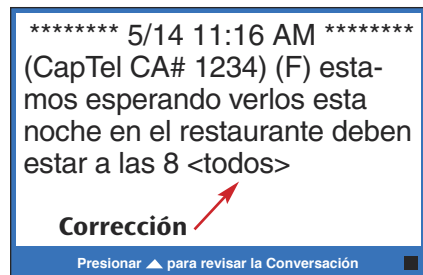 ******** 5/14 11:16 AM ********
(CapTel CA# 1234) (F) esta-
mos esperando verlos esta
noche en el restaurante deben
estar a las 8 <todos>
Corrección
Presionar ▲ para revisar la Conversación